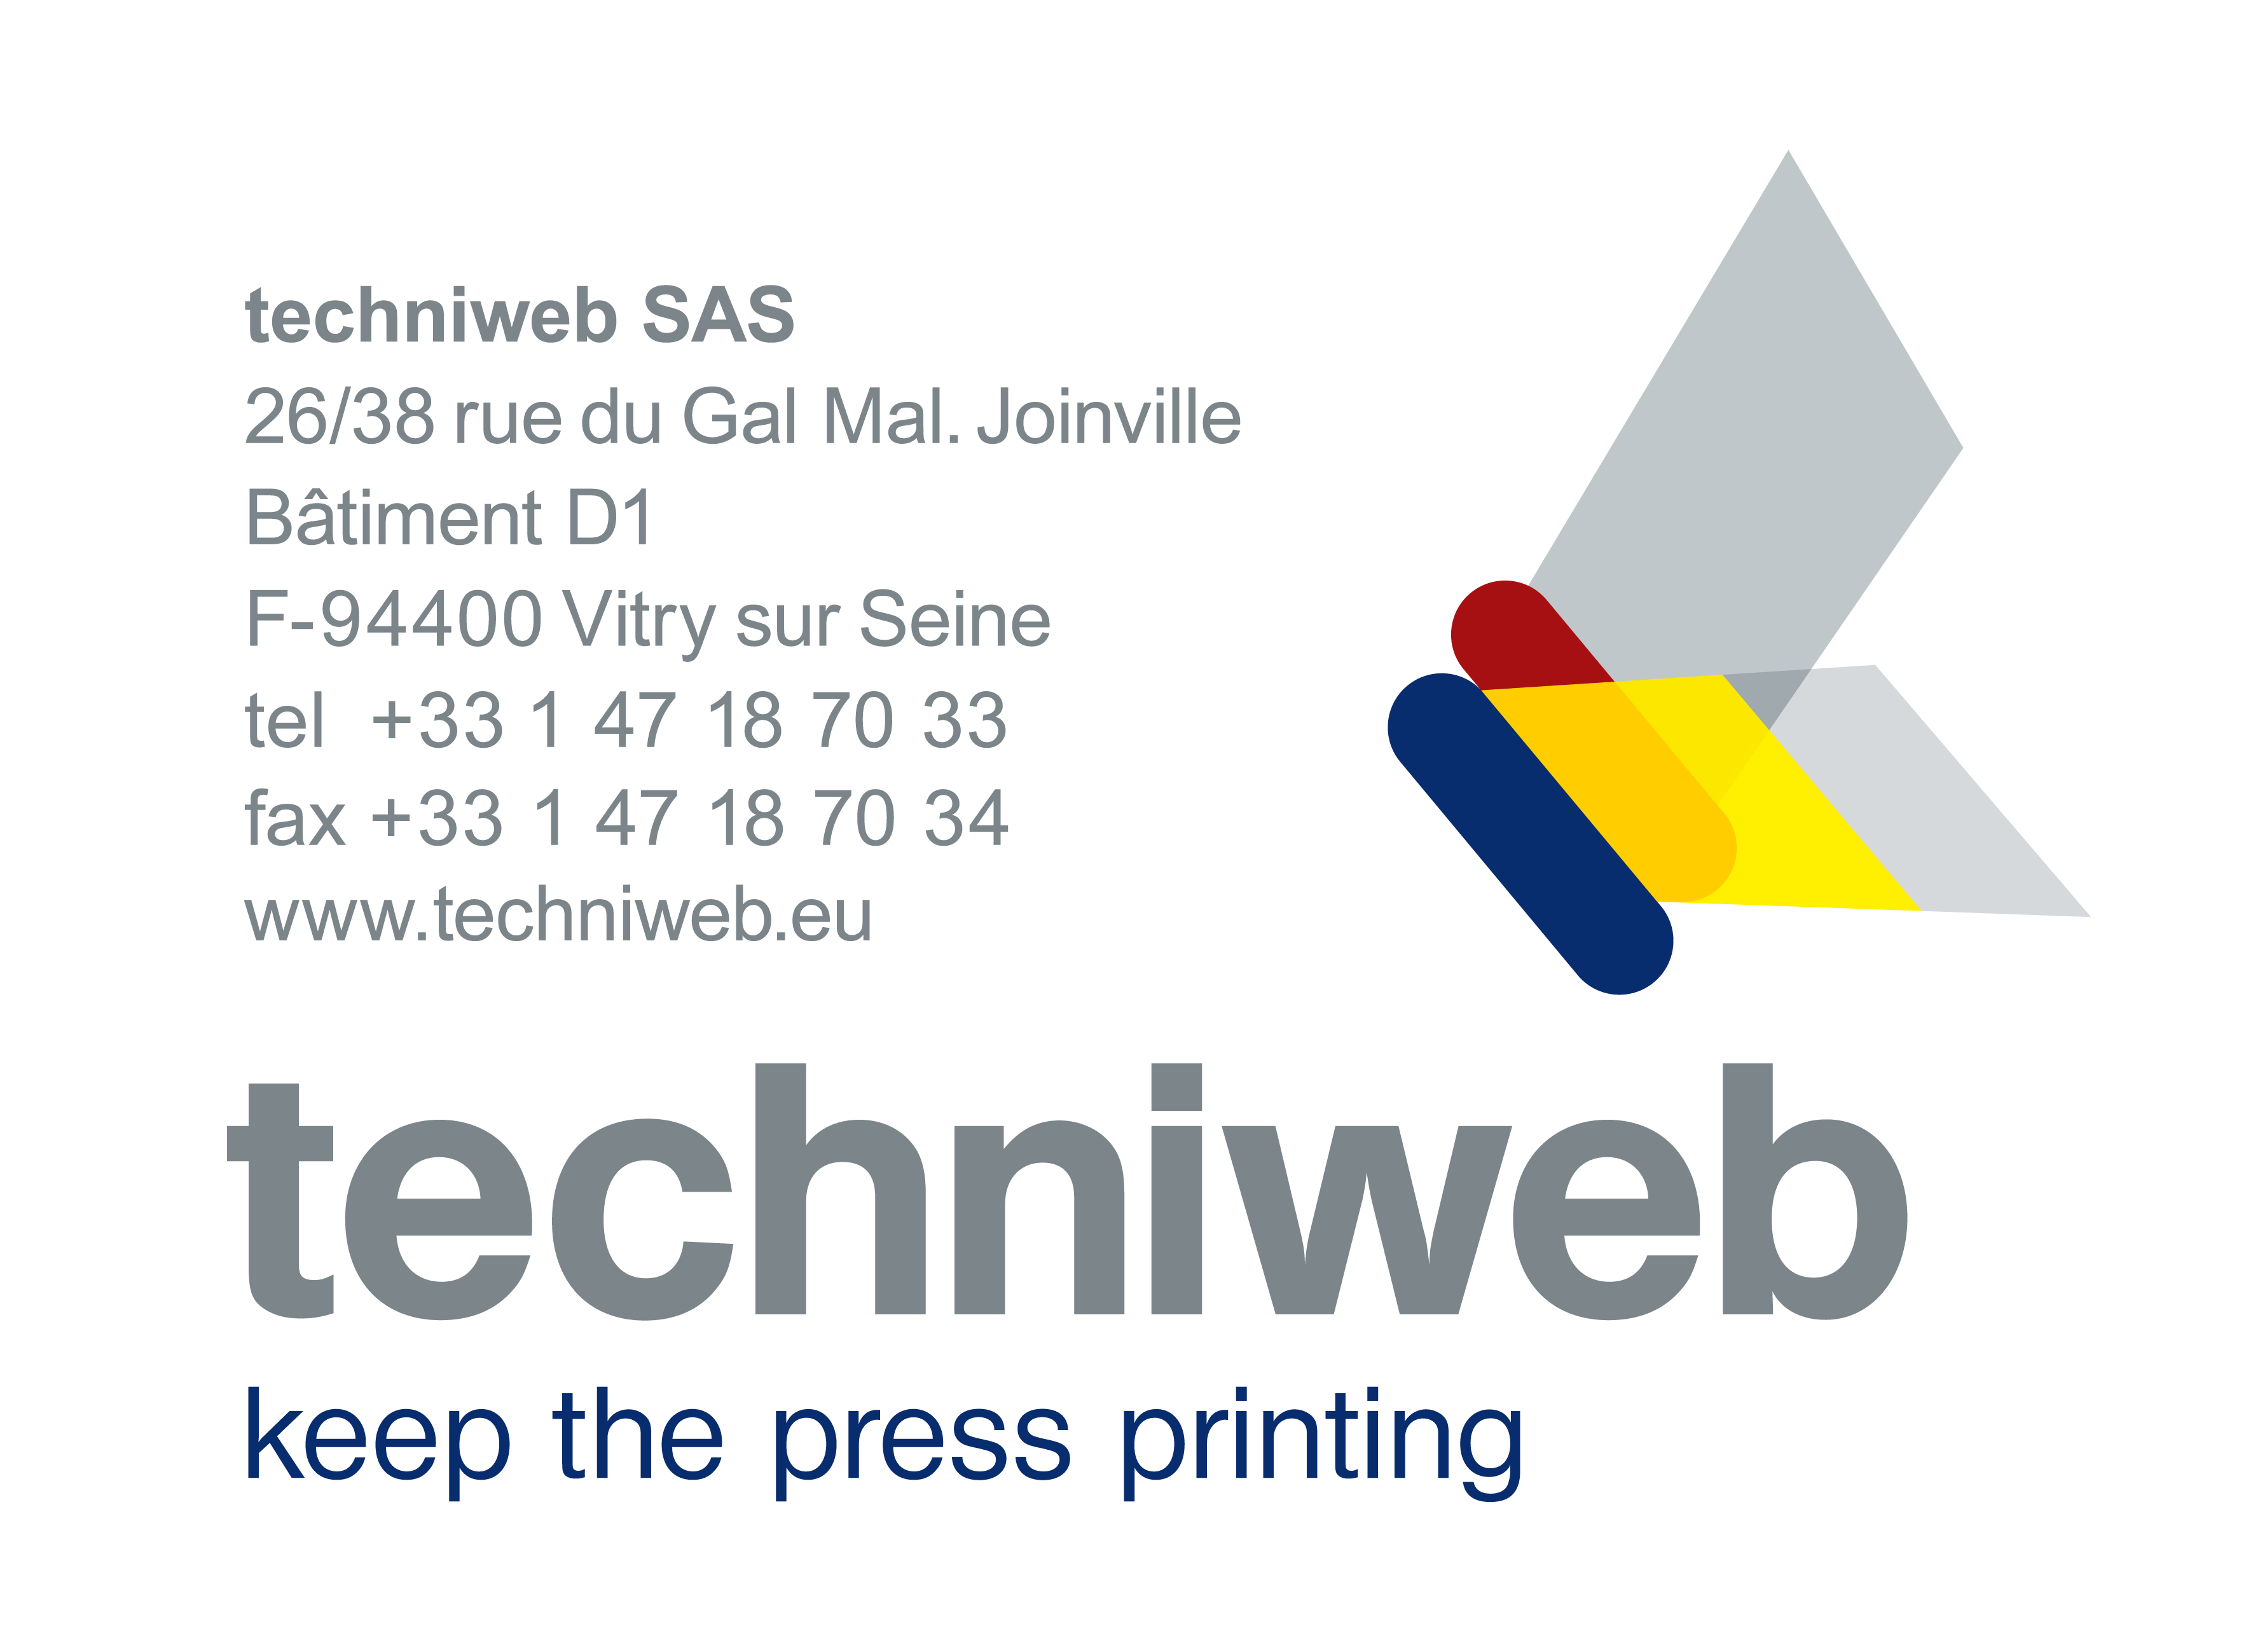 techniweb SAS
26/38 rue du Gal Mal. Joinville
Bâtiment D1
F-94400 Vitry sur Seine
tel +33 1 47 18 70 33
fax +33 1 47 18 70 34
www.techniweb.eu
techniweb
keep the press printing